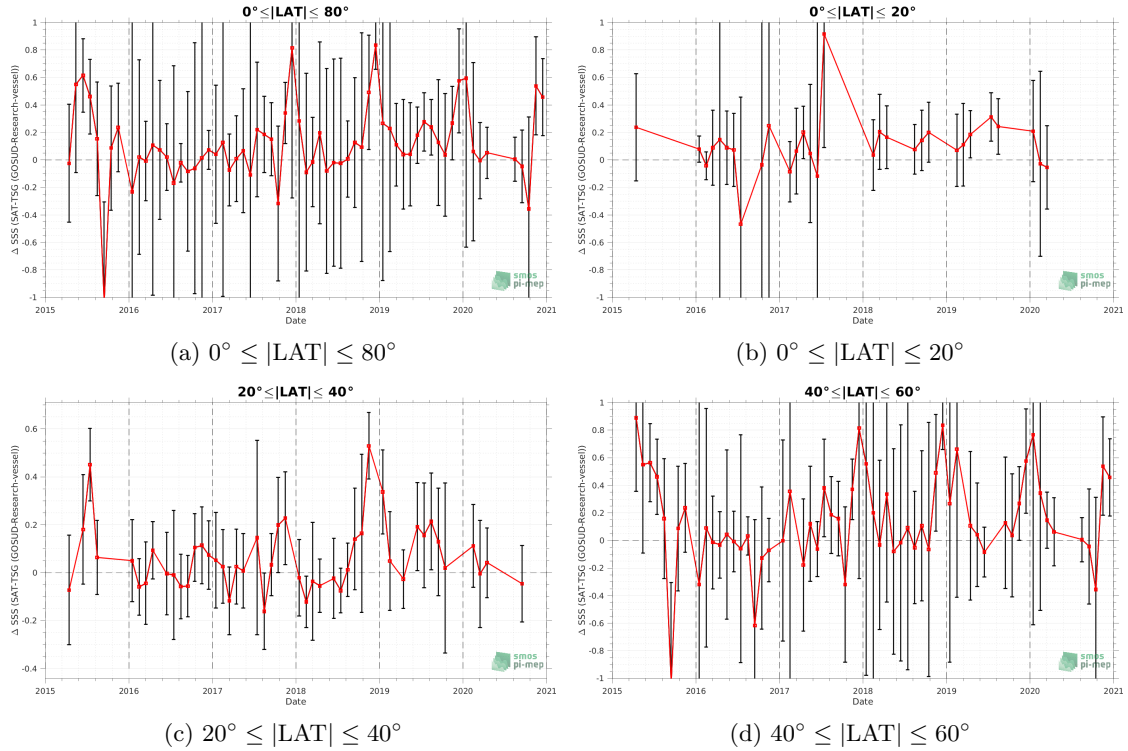 0°≤|LAT|≤ 80°
Δ SSS (SAT-TSG (GOSUD-Research-vessel))
1
0.8
0.6
0.4
0.2
0
-0.2
-0.4
-0.6
-0.8
-1
2015 2016 2017 2018 2019 2020 2021
Date
smos
pi-mep
(a) 0° ≤ |LAT| ≤ 80°
0°≤|LAT|≤ 20°
Δ SSS (SAT-TSG (GOSUD-Research-vessel))
1
0.8
0.6
0.4
0.2
0
-0.2
-0.4
-0.6
-0.8
-1
2015 2016 2017 2018 2019 2020 2021
Date
smos
pi-mep
(b) 0° ≤ |LAT| ≤ 20°
20°≤|LAT|≤ 40°
Δ SSS (SAT-TSG (GOSUD-Research-vessel))
0.6
0.4
0.2
0
-0.2
-0.4
2015 2016 2017 2018 2019 2020 2021
Date
smos
pi-mep
(c) 20° ≤ |LAT| ≤ 40°
40°≤|LAT|≤ 60°
Δ SSS (SAT-TSG (GOSUD-Research-vessel))
1
0.8
0.6
0.4
0.2
0
-0.2
-0.4
-0.6
-0.8
-1
2015 2016 2017 2018 2019 2020 2021
Date
smos
pi-mep
(d) 40° ≤ |LAT| ≤ 60°